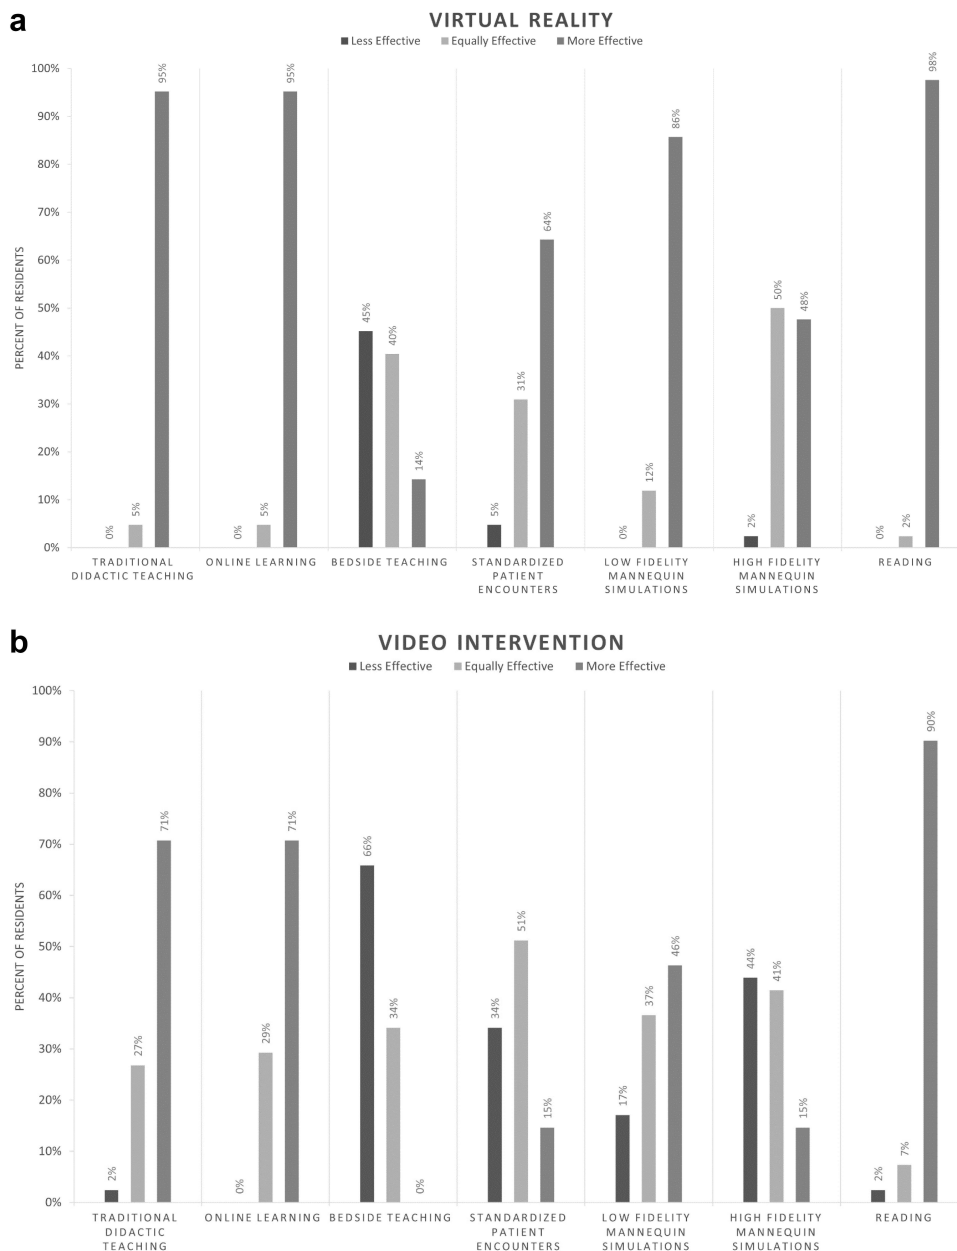 a
VIRTUAL REALITY
Less Effective Equally Effective More Effective
PERCENT OF RESIDENTS
100%
90%
80%
70%
60%
50%
40%
30%
20%
10%
0%
0% 5% 95%
0% 5% 95%
45% 40% 14%
5% 31% 64%
0% 12% 86%
2% 50% 48%
0% 2% 98%
TRADITIONAL
DIDACTIC TEACHING
ONLINE LEARNING
BEDSIDE TEACHING
STANDARDIZED
PATIENT
ENCOUNTERS
LOW FIDELITY
MANNEQUIN
SIMULATIONS
HIGH FIDELITY
MANNEQUIN
SIMULATIONS
READING
b
VIDEO INTERVENTION
Less Effective Equally Effective More Effective
PERCENT OF RESIDENTS
100%
90%
80%
70%
60%
50%
40%
30%
20%
10%
0%
2% 27% 71%
0% 29% 71%
66% 34% 0%
34% 51% 15%
17% 37% 46%
44% 41% 15%
2% 7% 90%
TRADITIONAL
DIDACTIC
TEACHING
ONLINE LEARNING
BEDSIDE TEACHING
STANDARDIZED
PATIENT
ENCOUNTERS
LOW FIDELITY
MANNEQUIN
SIMULATIONS
HIGH FIDELITY
MANNEQUIN
SIMULATIONS
READING